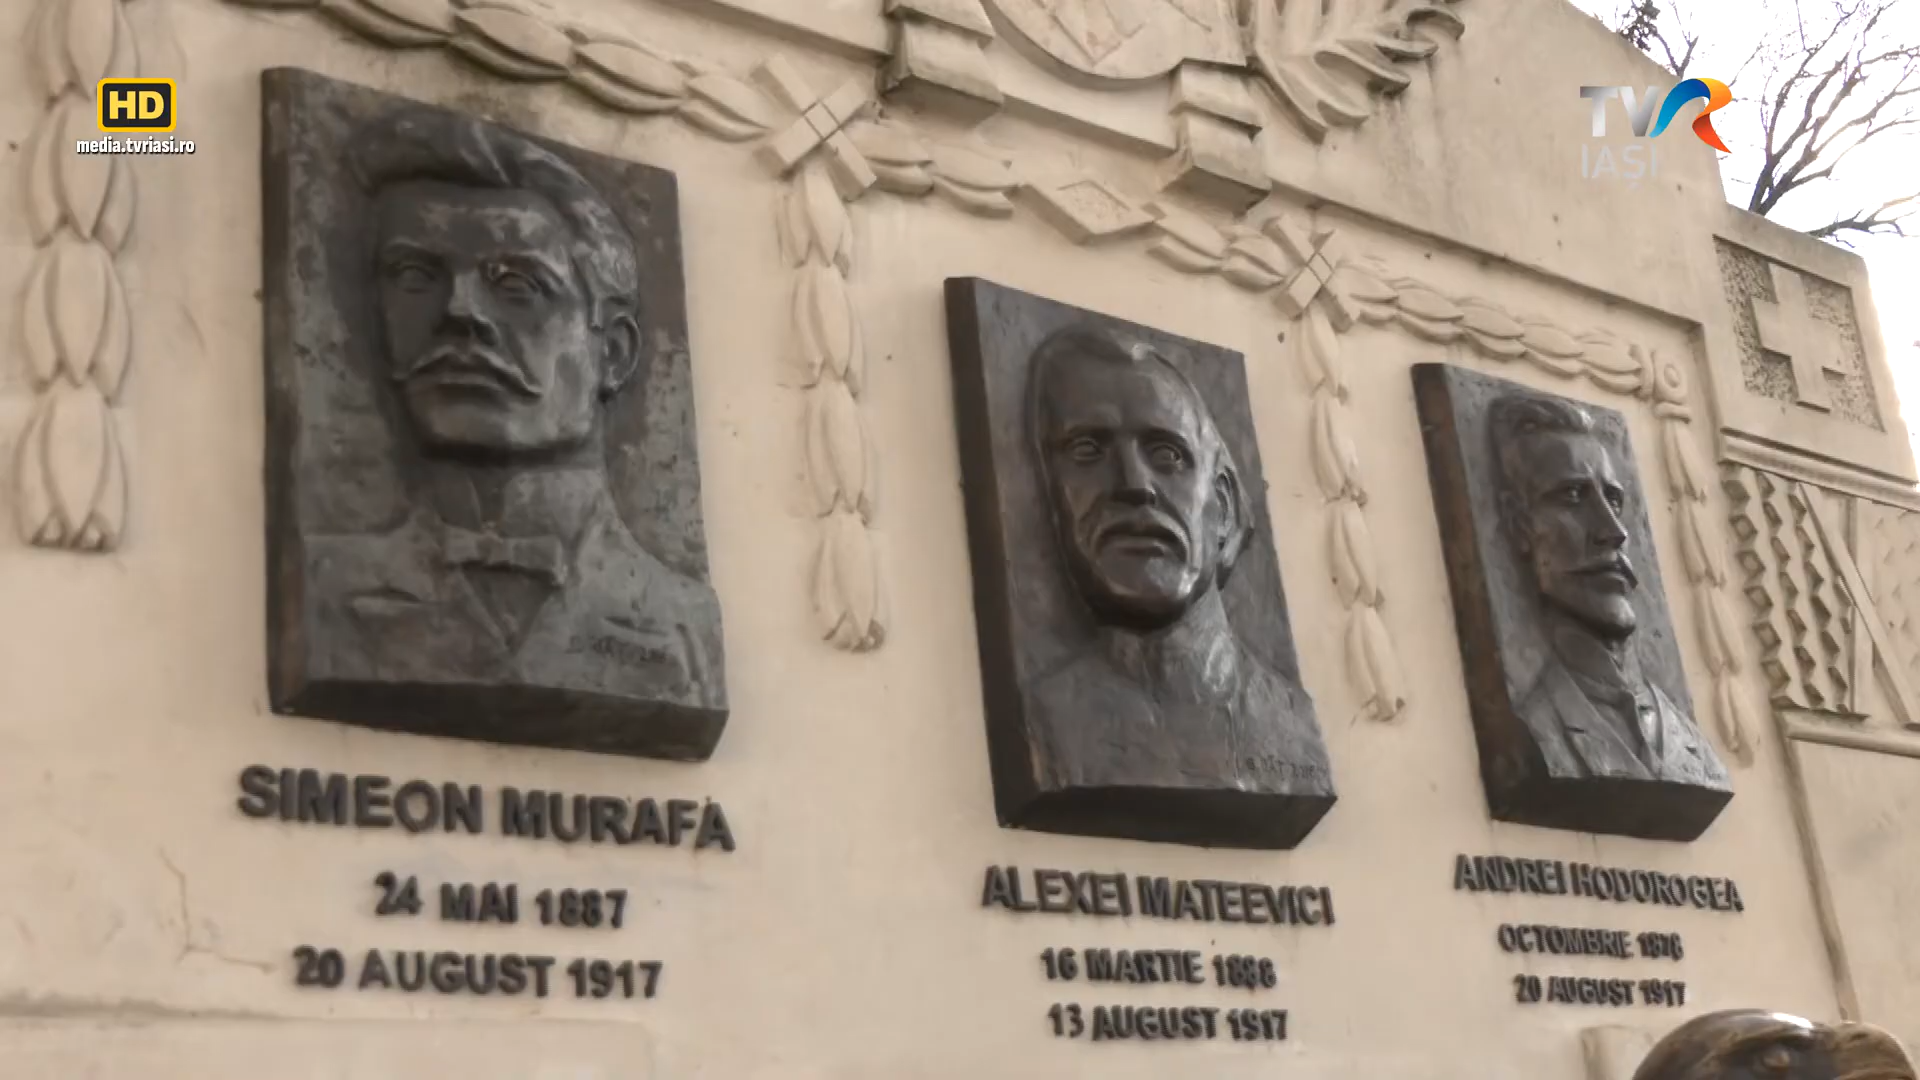 HD
media.tvriasi.ro
TVR
IAȘI
SIMEON MURAFA
24 MAI 1887
20 AUGUST 1917
ALEXEI MATEEVICI
16 MARTIE 1888
13 AUGUST 1917
ANDREI HODOROGEA
OCTOMBRIE 1878
20 AUGUST 1917